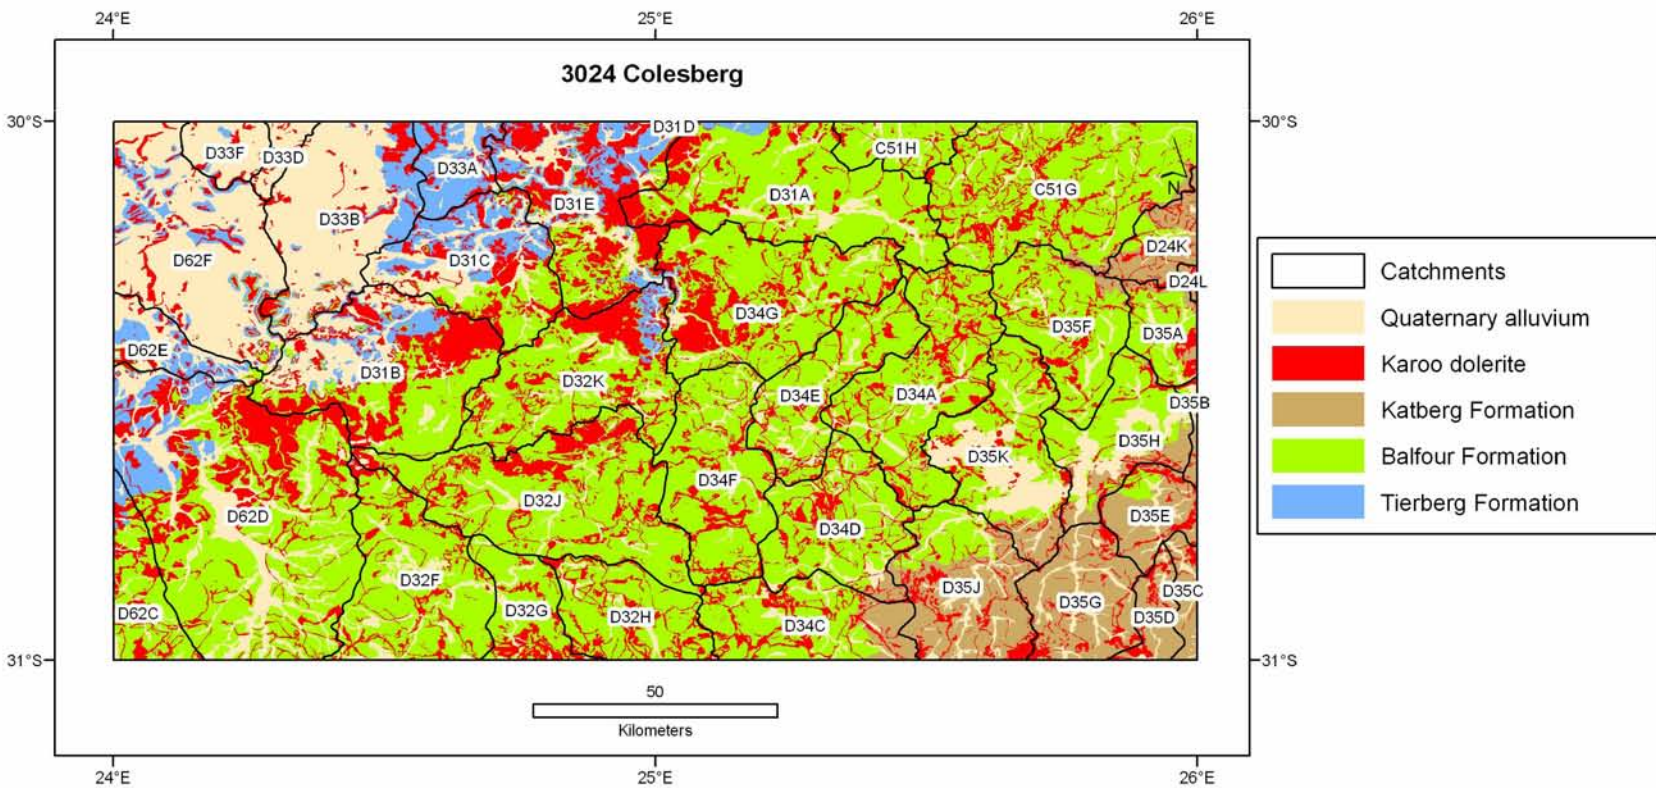 24°E 25°E 26°E
3024 Colesberg
30°S 30°S
D31D
D33F D33D C51H
D33A
C51G
D31A N
D33B D31E
D24K
D62F D31C
D24L
D34G
D35F D35A
D62E
D31B D32K
D34E D34A
D35B
D35H
D35K
D34F
D32J
D62D D35E
D34D
D32F
D35J D35C
D62C D32G D32H D34C D35G D35D
31°S 31°S
50
Kilometers
24°E 25°E 26°E
Catchments
Quaternary alluvium
Karoo dolerite
Katberg Formation
Balfour Formation
Tierberg Formation